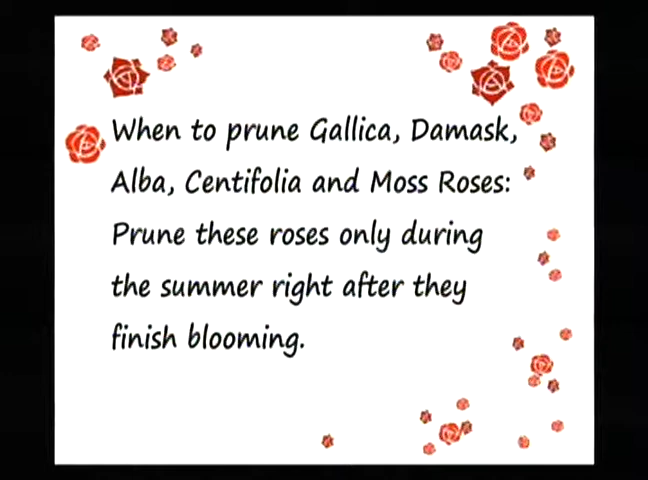 When to prune Gallica, Damask,
Alba, Centifolia and Moss Roses:
Prune these roses only during
the summer right after they
finish blooming.